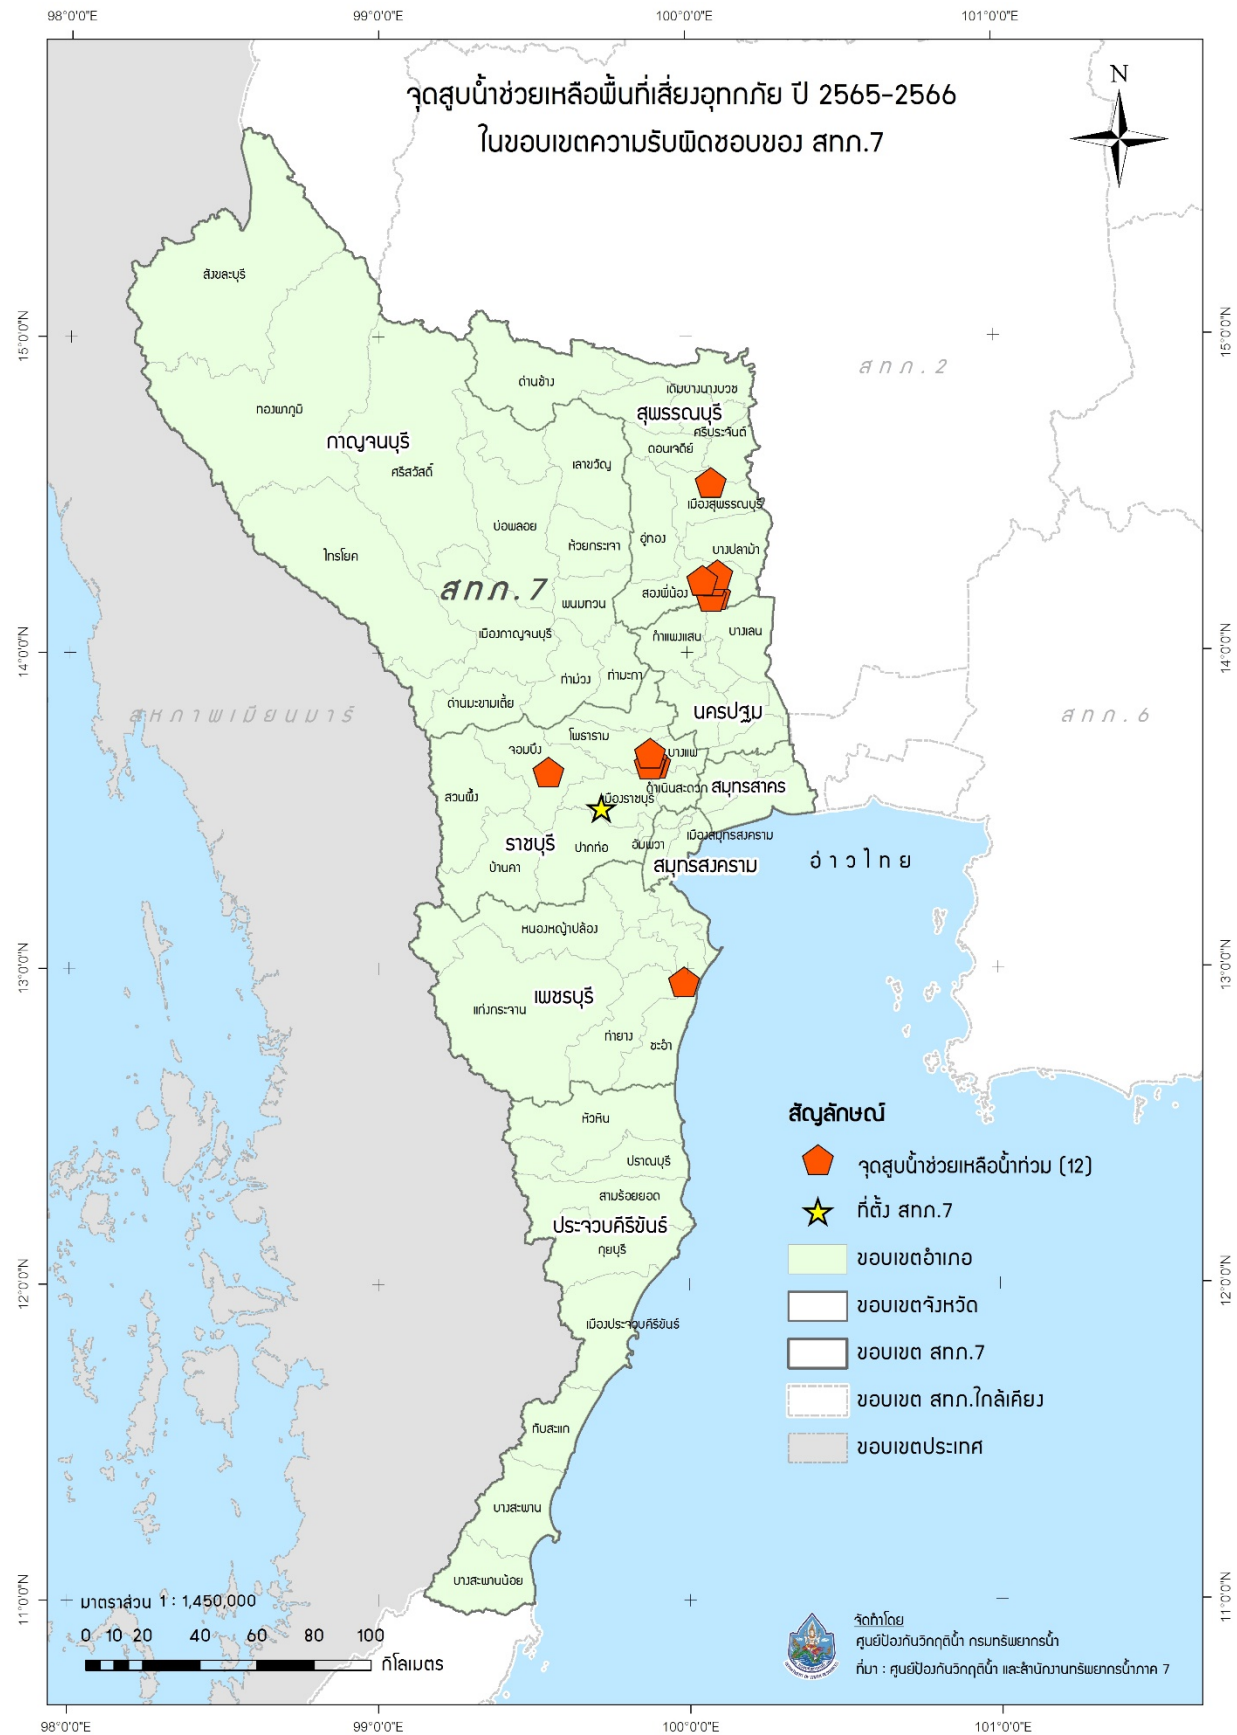 98°0'0"E
99°0'0"E
100°0'0"E
101°0'0"E
จุดสูบน้ำช่วยเหลือพื้นที่เสี่ยงอุทกภัย ปี 2565-2566
ในขอบเขตความรับผิดชอบของ สทภ.7
N
15°0'0"N
15°0'0"N
14°0'0"N
14°0'0"N
13°0'0"N
13°0'0"N
12°0'0"N
12°0'0"N
11°0'0"N
11°0'0"N
สังขละบุรี
ทองผาภูมิ
กาญจนบุรี
ศรีสวัสดิ์
ไทรโยค
ด่านช้าง
เดิมบางนางบวช
สุพรรณบุรี
ศรีประจันต์
ดอนเจดีย์
เลาขวัญ
เมืองสุพรรณบุรี
บ่อพลอย
ห้วยกระเจา
อู่ทอง
บางปลาม้า
สทภ.7
สองพี่น้อง
พนมทวน
เมืองกาญจนบุรี
กำแพงแสน
บางเลน
ท่าม่วง
ท่ามะกา
ด่านมะขามเตี้ย
นครปฐม
สทภ.2
สทภ.6
สหภาพเมียนมาร์
โพธาราม
จอมบึง
บางแพ
สวนผึ้ง
เมืองราชบุรี
ดำเนินสะดวก
สมุทรสาคร
ราชบุรี
ปากท่อ
อัมพวา
เมืองสมุทรสงคราม
สมุทรสงคราม
บ้านคา
อ่าวไทย
หนองหญ้าปล้อง
เพชรบุรี
แก่งกระจาน
ท่ายาง
ชะอำ
หัวหิน
ปราณบุรี
สามร้อยยอด
ประจวบคีรีขันธ์
กุยบุรี
เมืองประจวบคีรีขันธ์
ทับสะแก
บางสะพาน
บางสะพานน้อย
สัญลักษณ์
จุดสูบน้ำช่วยเหลือน้ำท่วม (12)
ที่ตั้ง สทภ.7
ขอบเขตอำเภอ
ขอบเขตจังหวัด
ขอบเขต สทภ.7
ขอบเขต สทภ.ใกล้เคียง
ขอบเขตประเทศ
มาตราส่วน 1 : 1,450,000
0 10 20 40 60 80 100
กิโลเมตร
จัดทำโดย
ศูนย์ป้องกันวิกฤติน้ำ กรมทรัพยากรน้ำ
ที่มา : ศูนย์ป้องกันวิกฤติน้ำ และสำนักงานทรัพยากรน้ำภาค 7
98°0'0"E
99°0'0"E
100°0'0"E
101°0'0"E